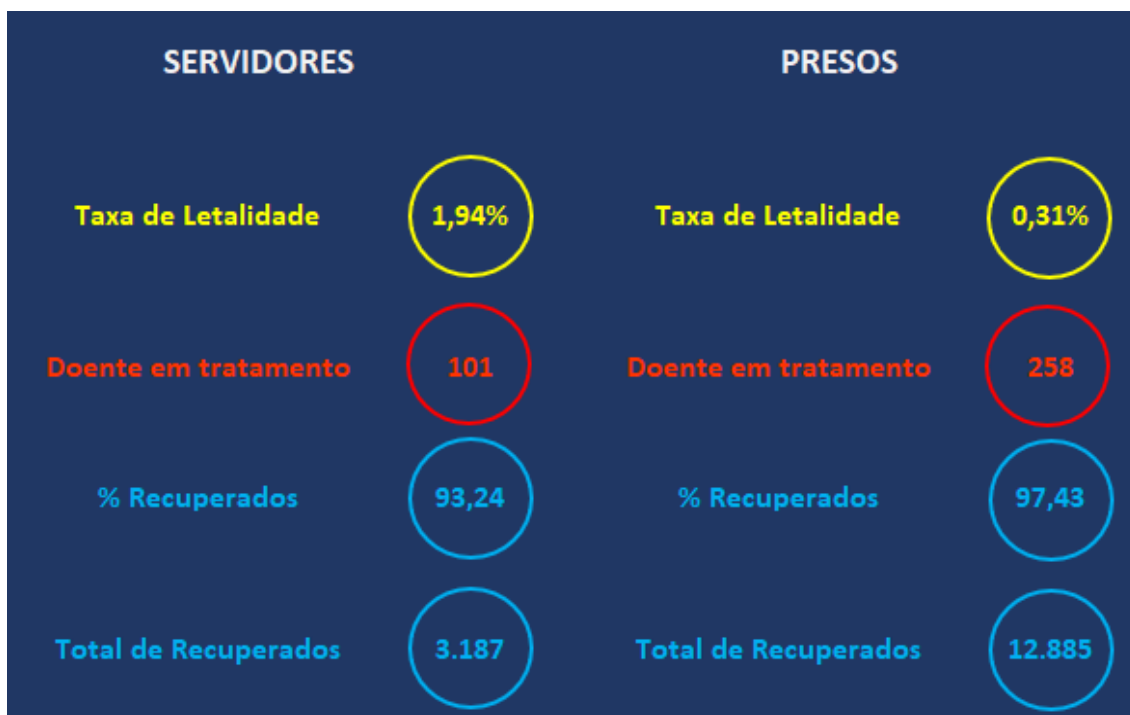 SERVIDORES
Taxa de Letalidade 1,94%
Doente em tratamento 101
% Recuperados 93,24
Total de Recuperados 3.187
PRESOS
Taxa de Letalidade 0,31%
Doente em tratamento 258
% Recuperados 97,43
Total de Recuperados 12.885